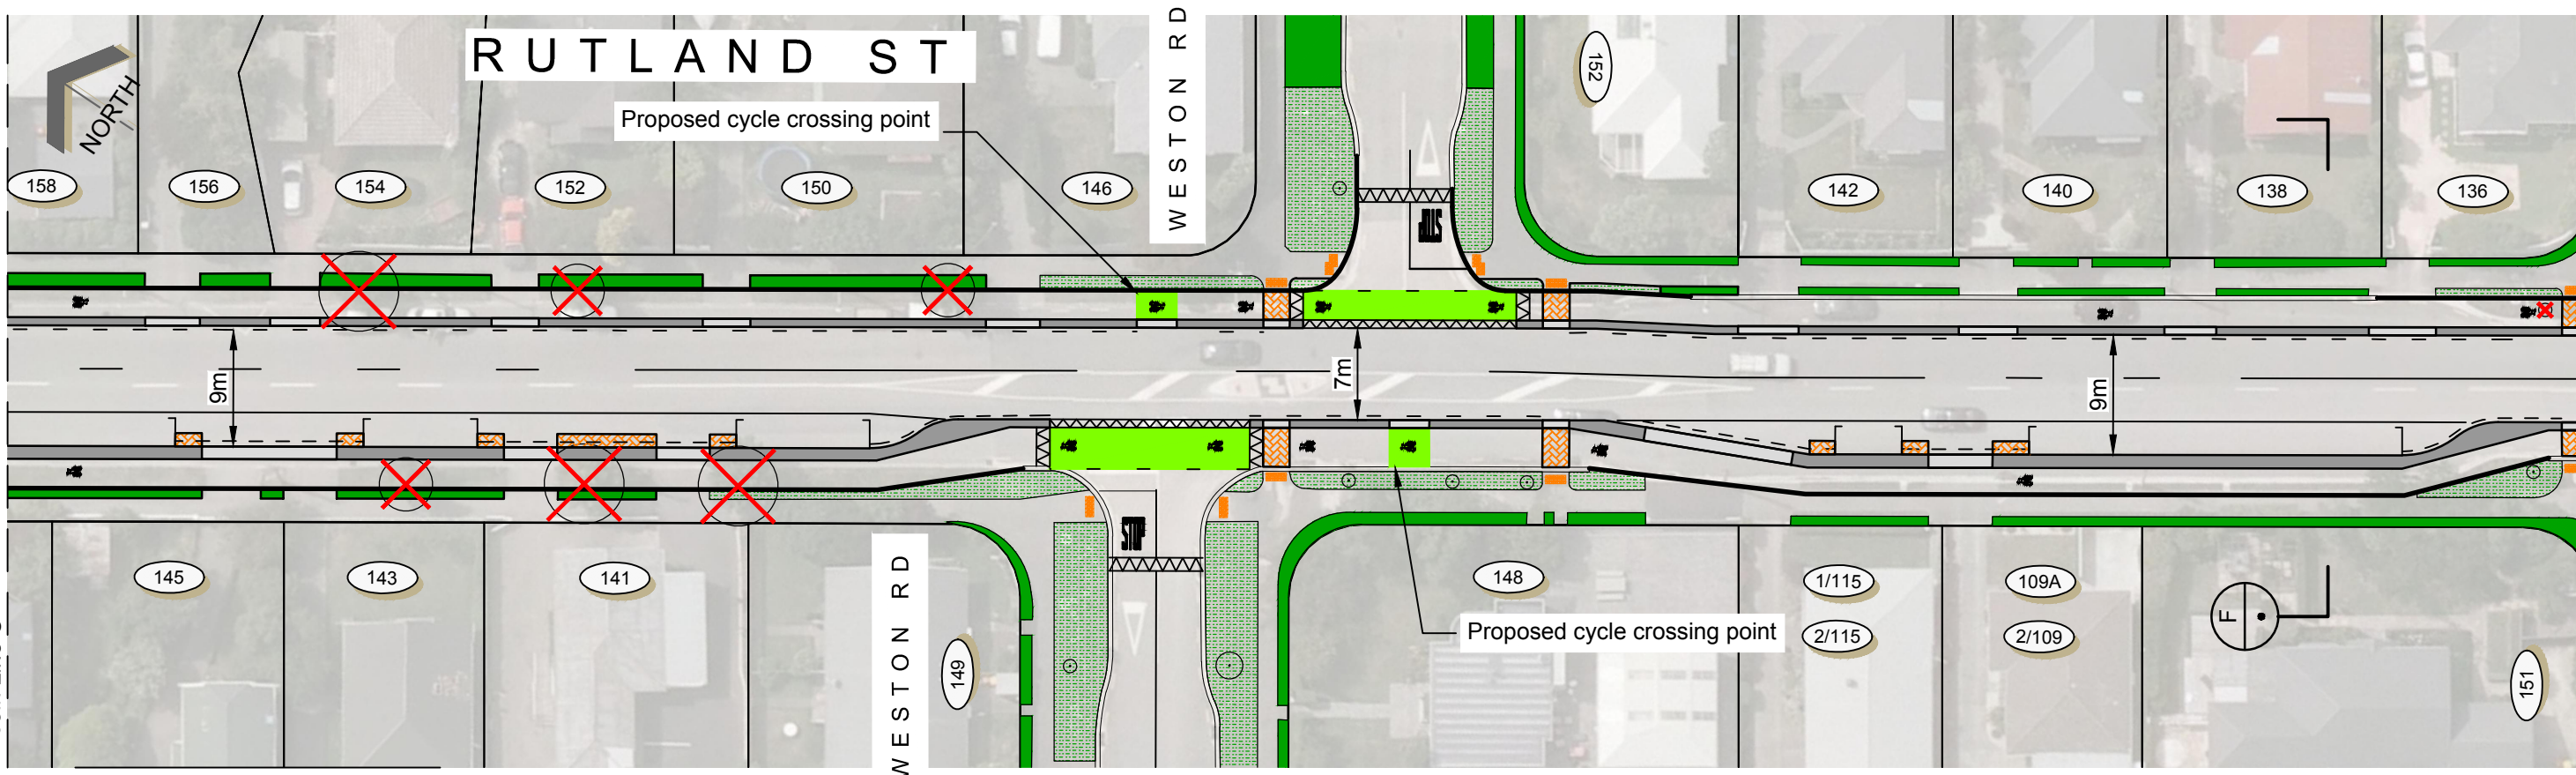 RUTLAND ST
WESTON RD
NORTH
Proposed cycle crossing point
152
158
156
154
152
150
146
142
140
138
136
STOP
9m
7m
9m
STOP
145
143
141
149
WESTON RD
148
Proposed cycle crossing point
1/115
2/115
109A
2/109
F
151